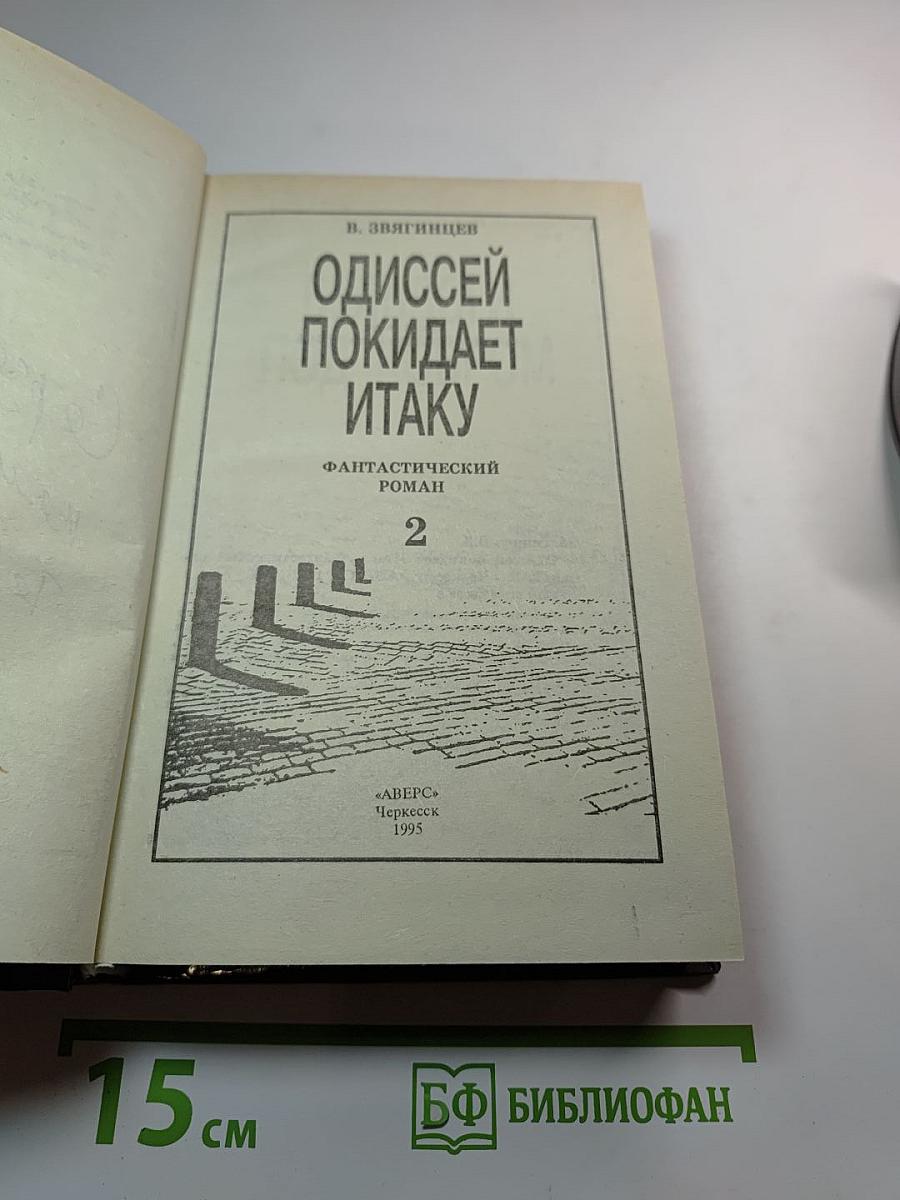 В. ЗВЯГИНЦЕВ
ОДИССЕЙ
ПОКИДАЕТ
ИТАКУ
ФАНТАСТИЧЕСКИЙ
РОМАН
2
«АВЕРС»
Черкесск
1995
15 см
БФ БИБЛИОФАН